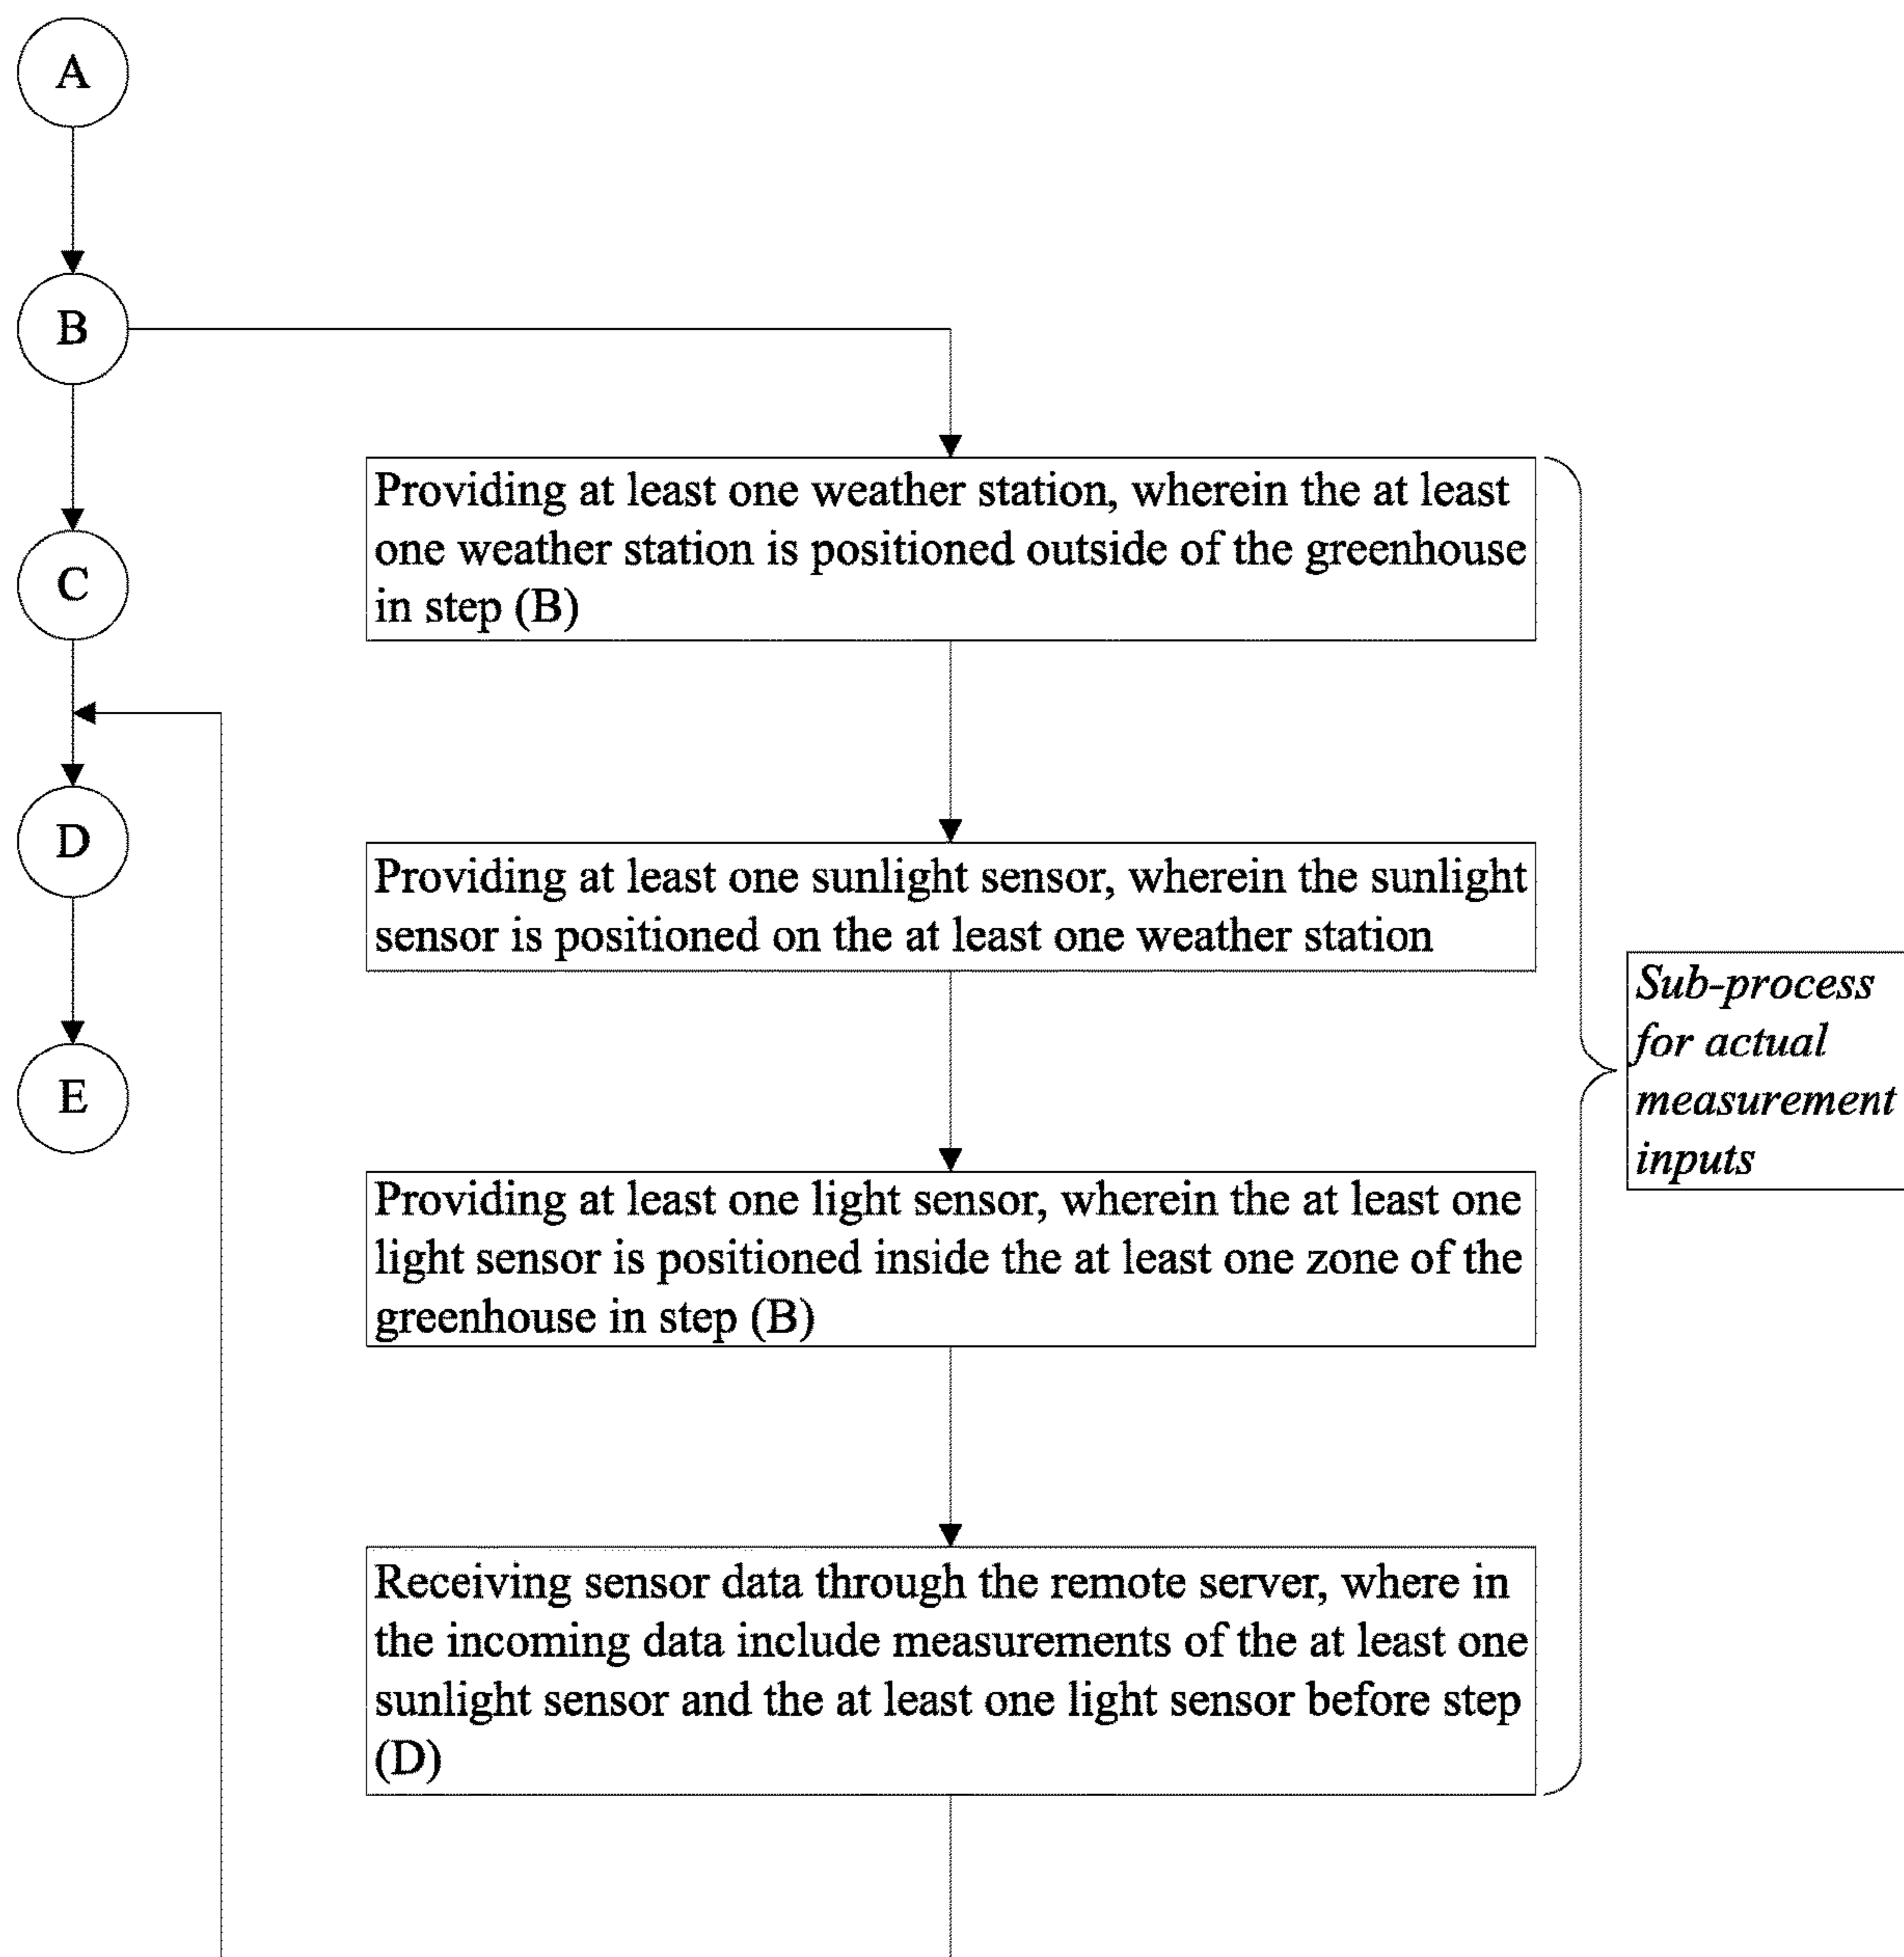 A
B
C
D
E
Providing at least one weather station, wherein the at least
one weather station is positioned outside of the greenhouse
in step (B)
Providing at least one sunlight sensor, wherein the sunlight
sensor is positioned on the at least one weather station
Providing at least one light sensor, wherein the at least one
light sensor is positioned inside the at least one zone of the
greenhouse in step (B)
Receiving sensor data through the remote server, where in
the incoming data include measurements of the at least one
sunlight sensor and the at least one light sensor before step
(D)
Sub-process
for actual
measurement
inputs